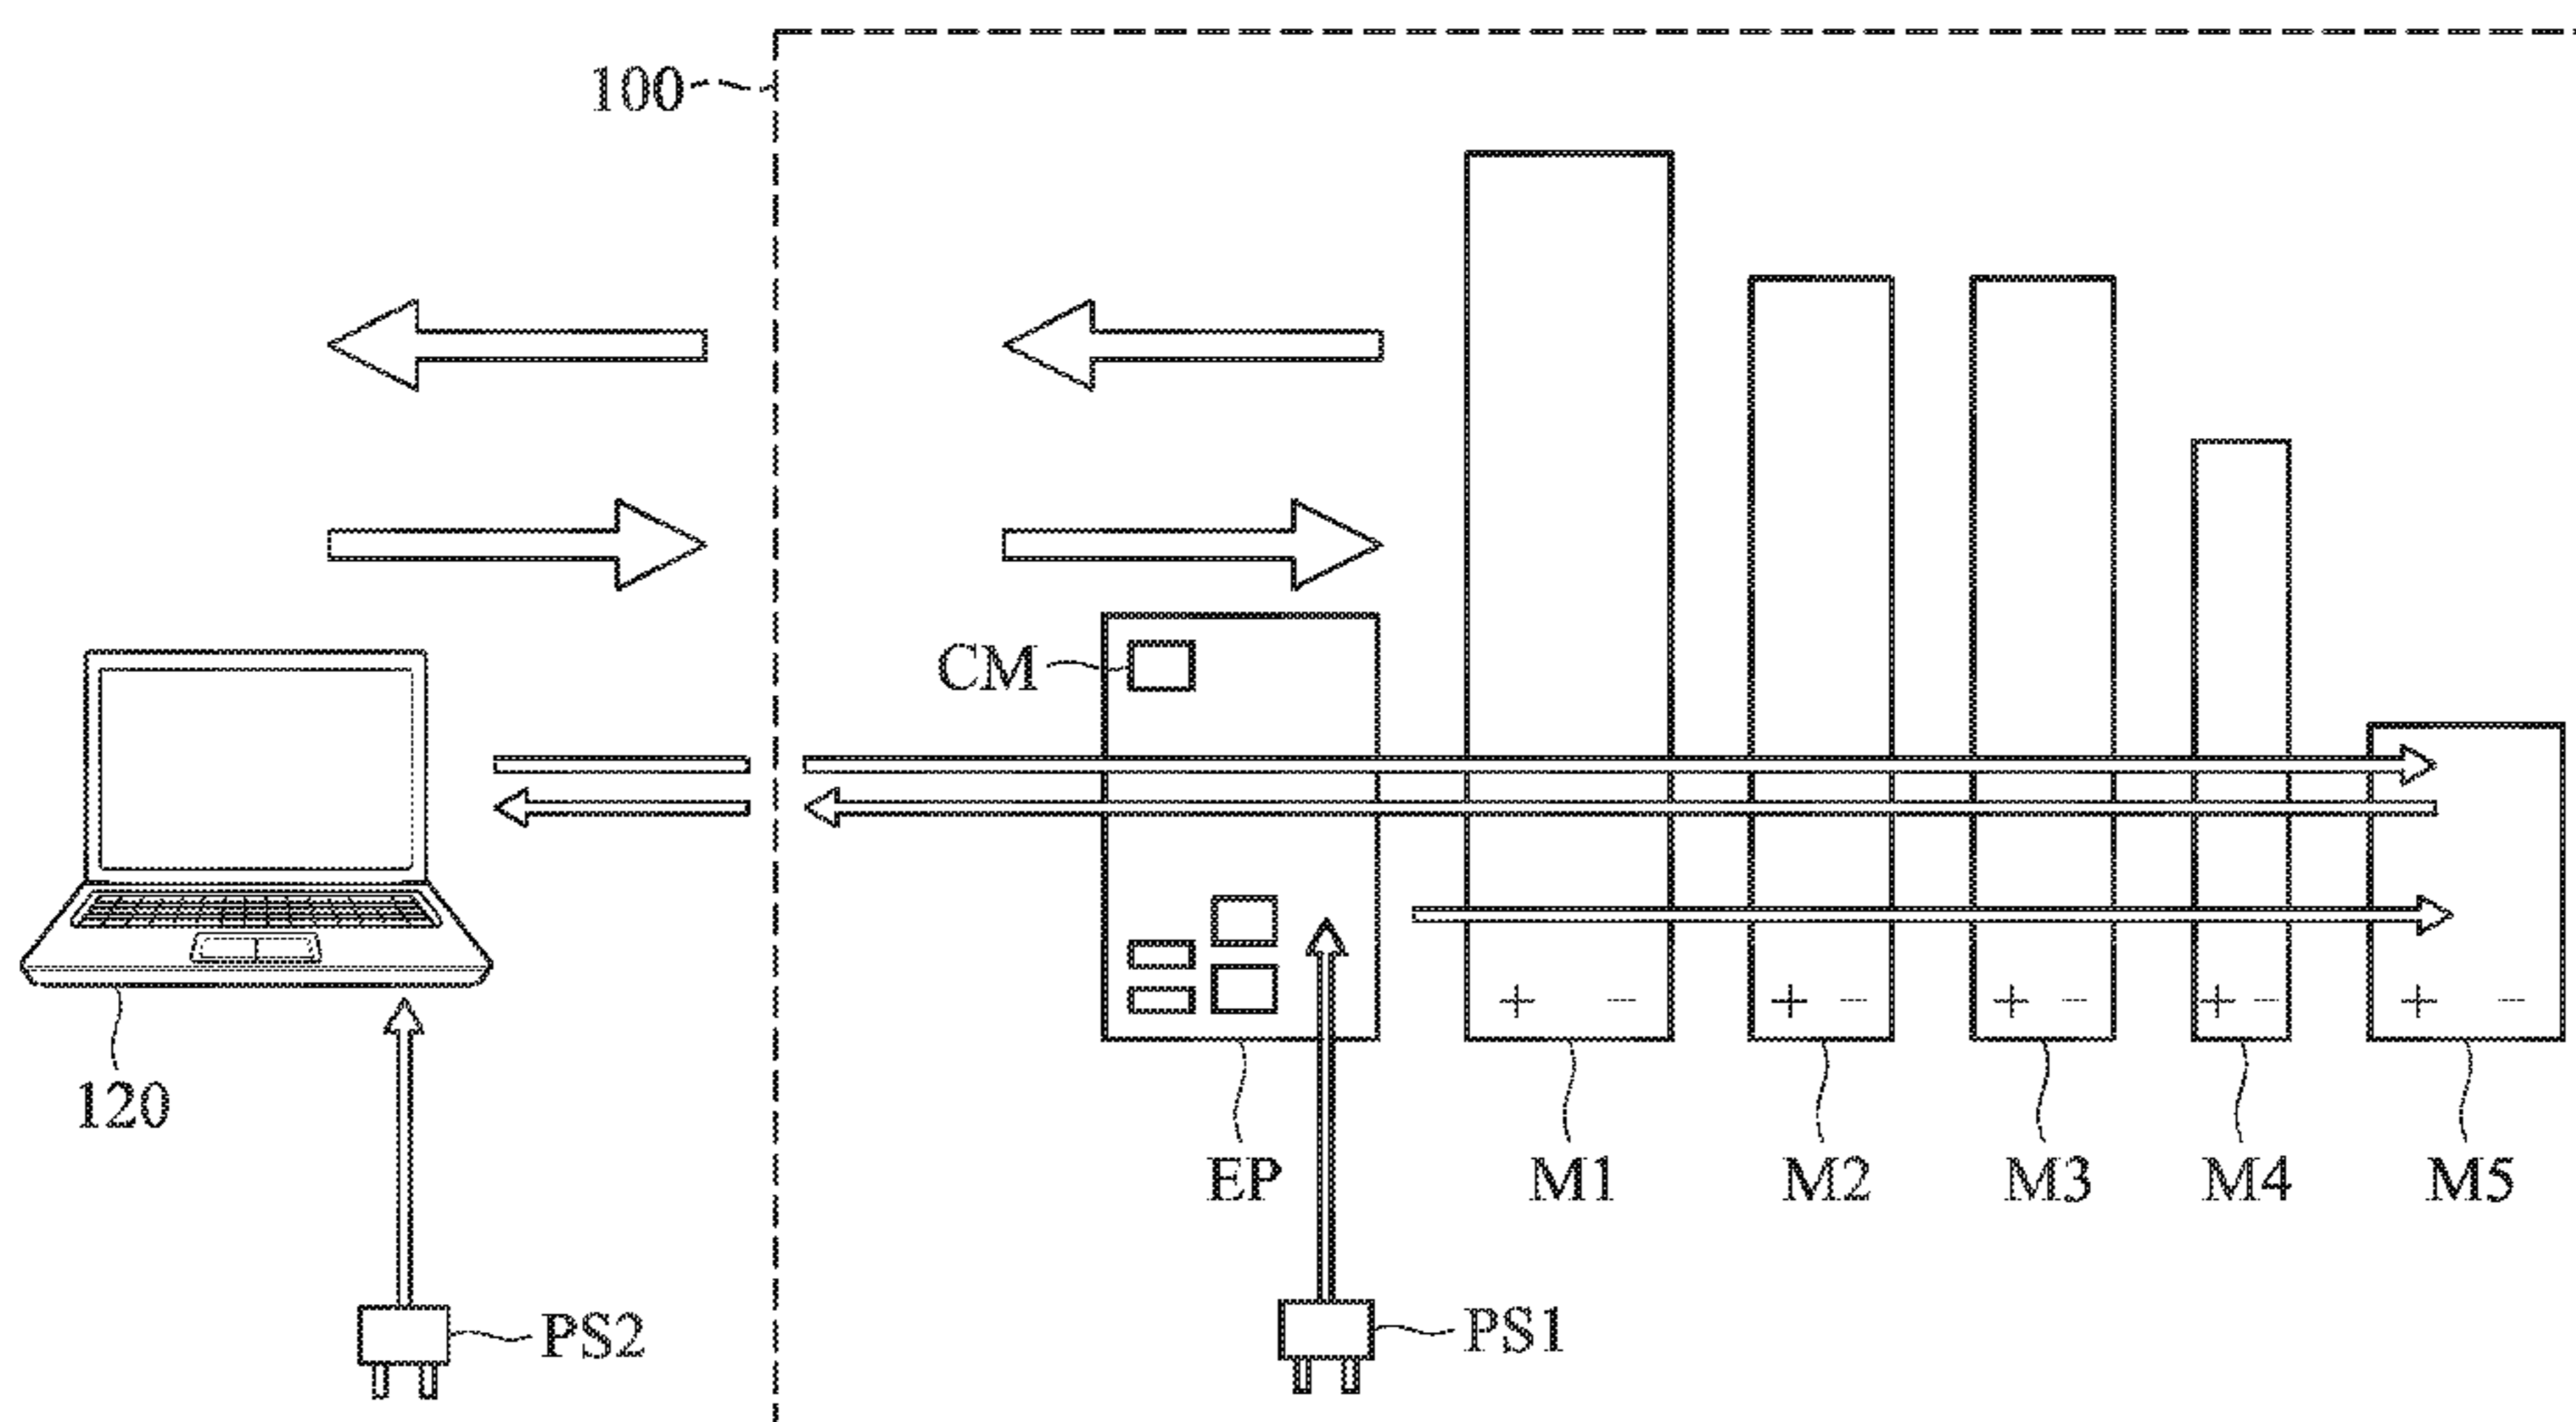 100
CM
+ - + - + - + - + -
120
EP M1 M2 M3 M4 M5
PS2 PS1